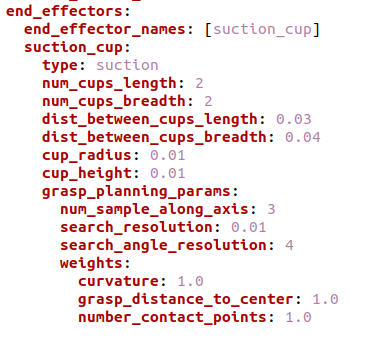 end_effectors:
  end_effector_names: [suction_cup]
  suction_cup:
    type: suction
    num_cups_length: 2
    num_cups_breadth: 2
    dist_between_cups_length: 0.03
    dist_between_cups_breadth: 0.04
    cup_radius: 0.01
    cup_height: 0.01
    grasp_planning_params:
      num_sample_along_axis: 3
      search_resolution: 0.01
      search_angle_resolution: 4
      weights:
        curvature: 1.0
        grasp_distance_to_center: 1.0
        number_contact_points: 1.0